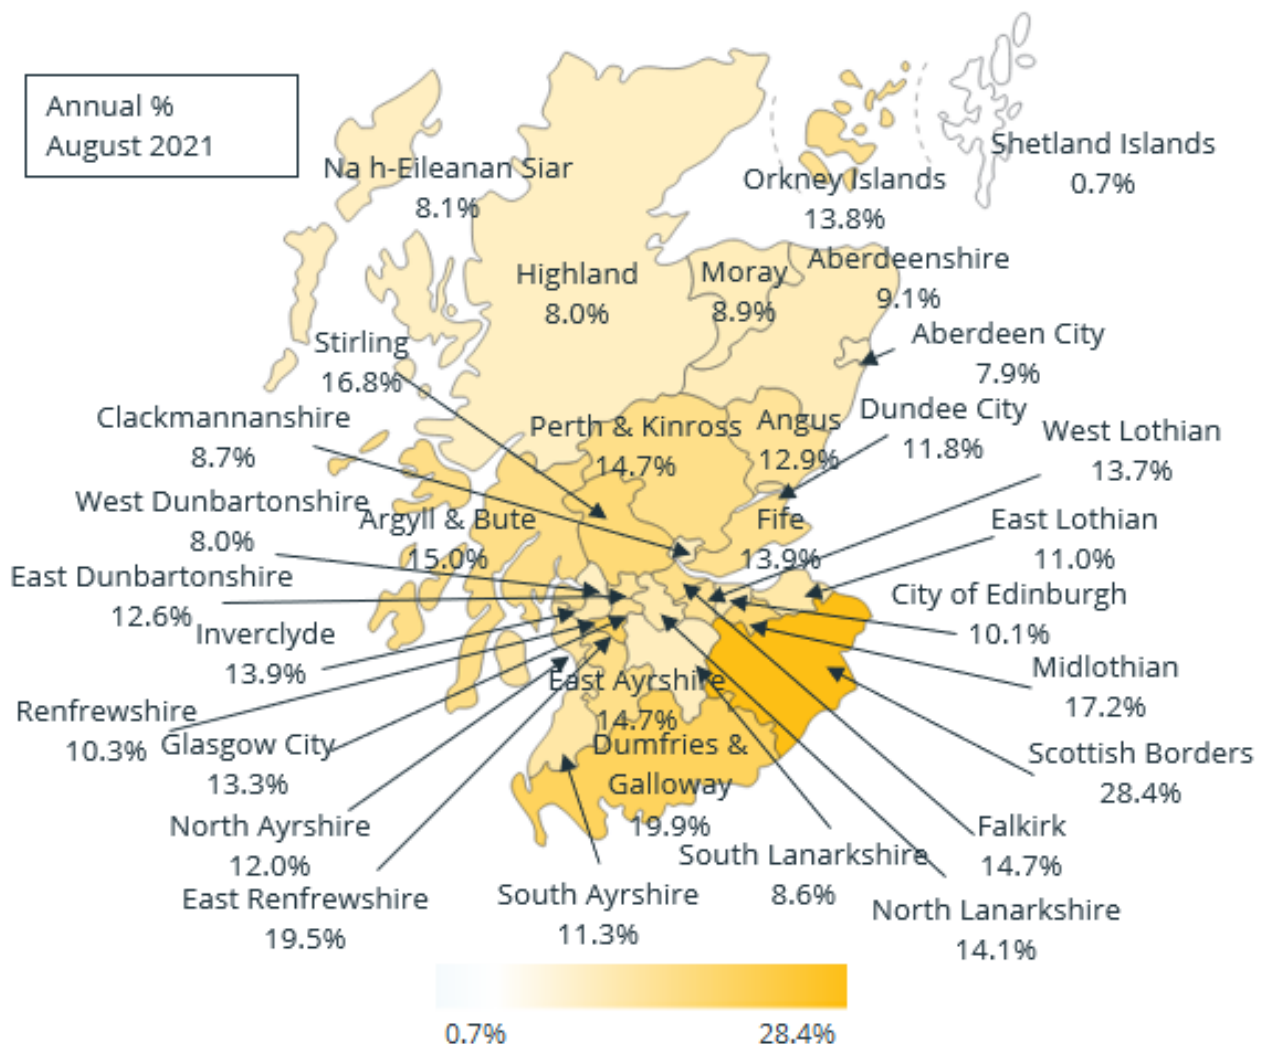 Annual %
August 2021
Na h-Eileanan Siar
8.1%
Shetland Islands
0.7%
Orkney Islands
13.8%
Highland
8.0%
Moray
8.9%
Aberdeenshire
9.1%
Aberdeen City
7.9%
Stirling
16.8%
Clackmannanshire
8.7%
Perth & Kinross
14.7%
Angus
12.9%
Dundee City
11.8%
West Lothian
13.7%
West Dunbartonshire
8.0%
Argyll & Bute
15.0%
Fife
13.9%
East Lothian
11.0%
East Dunbartonshire
12.6%
City of Edinburgh
10.1%
Inverclyde
13.9%
Midlothian
17.2%
East Ayrshire
14.7%
Renfrewshire
10.3%
Glasgow City
13.3%
Dumfries &
Galloway
19.9%
Scottish Borders
28.4%
North Ayrshire
12.0%
Falkirk
14.7%
South Lanarkshire
8.6%
East Renfrewshire
19.5%
South Ayrshire
11.3%
North Lanarkshire
14.1%
0.7%
28.4%